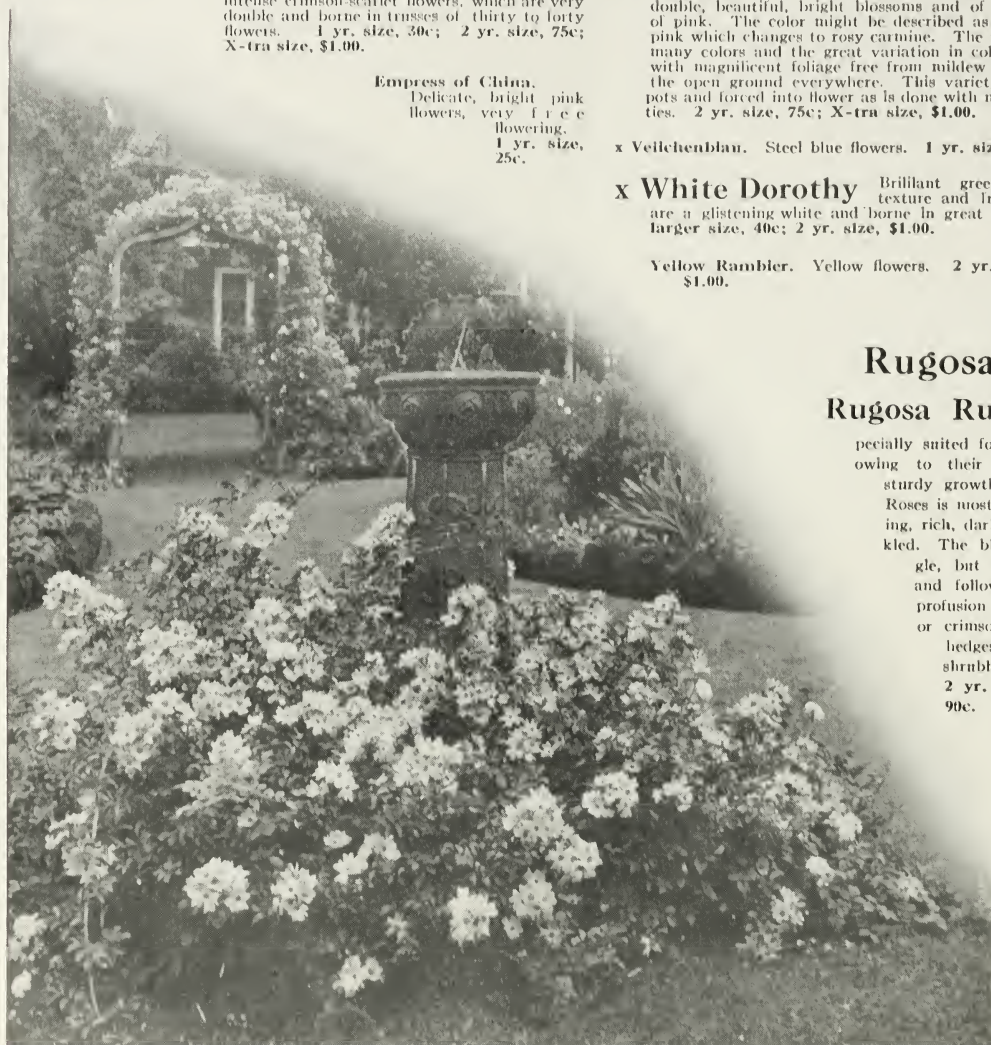 intense crimson-scarlet flowers, which are very
double and borne in trusses of thirty to forty
flowers. 1 yr. size, 30c; 2 yr. size, 75c;
X-tra size, $1.00.
Empress of China.
Delicate, bright pink
flowers, very free
flowering.
1 yr. size,
25c.
double, beautiful, bright blossoms and of
of pink. The color might be described as
pink which changes to rosy carmine. The
many colors and the great variation in col
with magnificent foliage free from mildew
the open ground everywhere. This variet
pots and forced into flower as is done with
ties. 2 yr. size, 75c; X-tra size, $1.00.
x Veilchenblau. Steel blue flowers. 1 yr. siz
x White Dorothy Brililant gree
texture and
are a glistening white and borne in great
larger size, 40c; 2 yr. size, $1.00.
Yellow Rambler. Yellow flowers. 2 yr.
$1.00.
Rugosa
Rugosa Ru
pecially suited fo
owing to their
sturdy growth
Roses is most
ing, rich, dar
kled. The b
gle, but
and follow
profusion
or crimso
hedges
shrubb
2 yr.
90c.